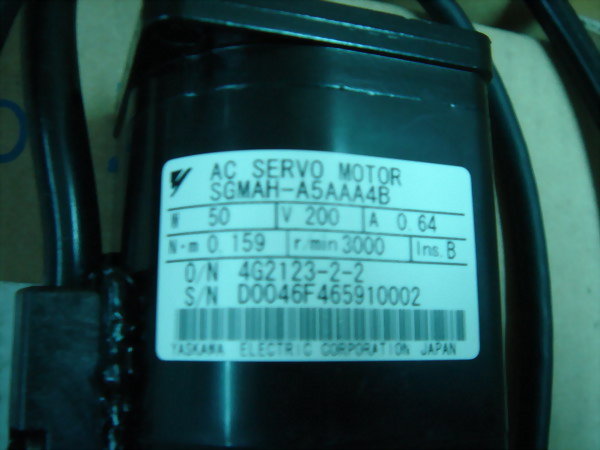 AC SERVO MOTOR
SGMAH-A5AAA4B
W 50 V 200 A 0.64
N·m 0.159 r/min 3000 Ins. B
O/N 4G2123-2-2
S/N D0046F465910002
YASKAWA ELECTRIC CORPORATION JAPAN